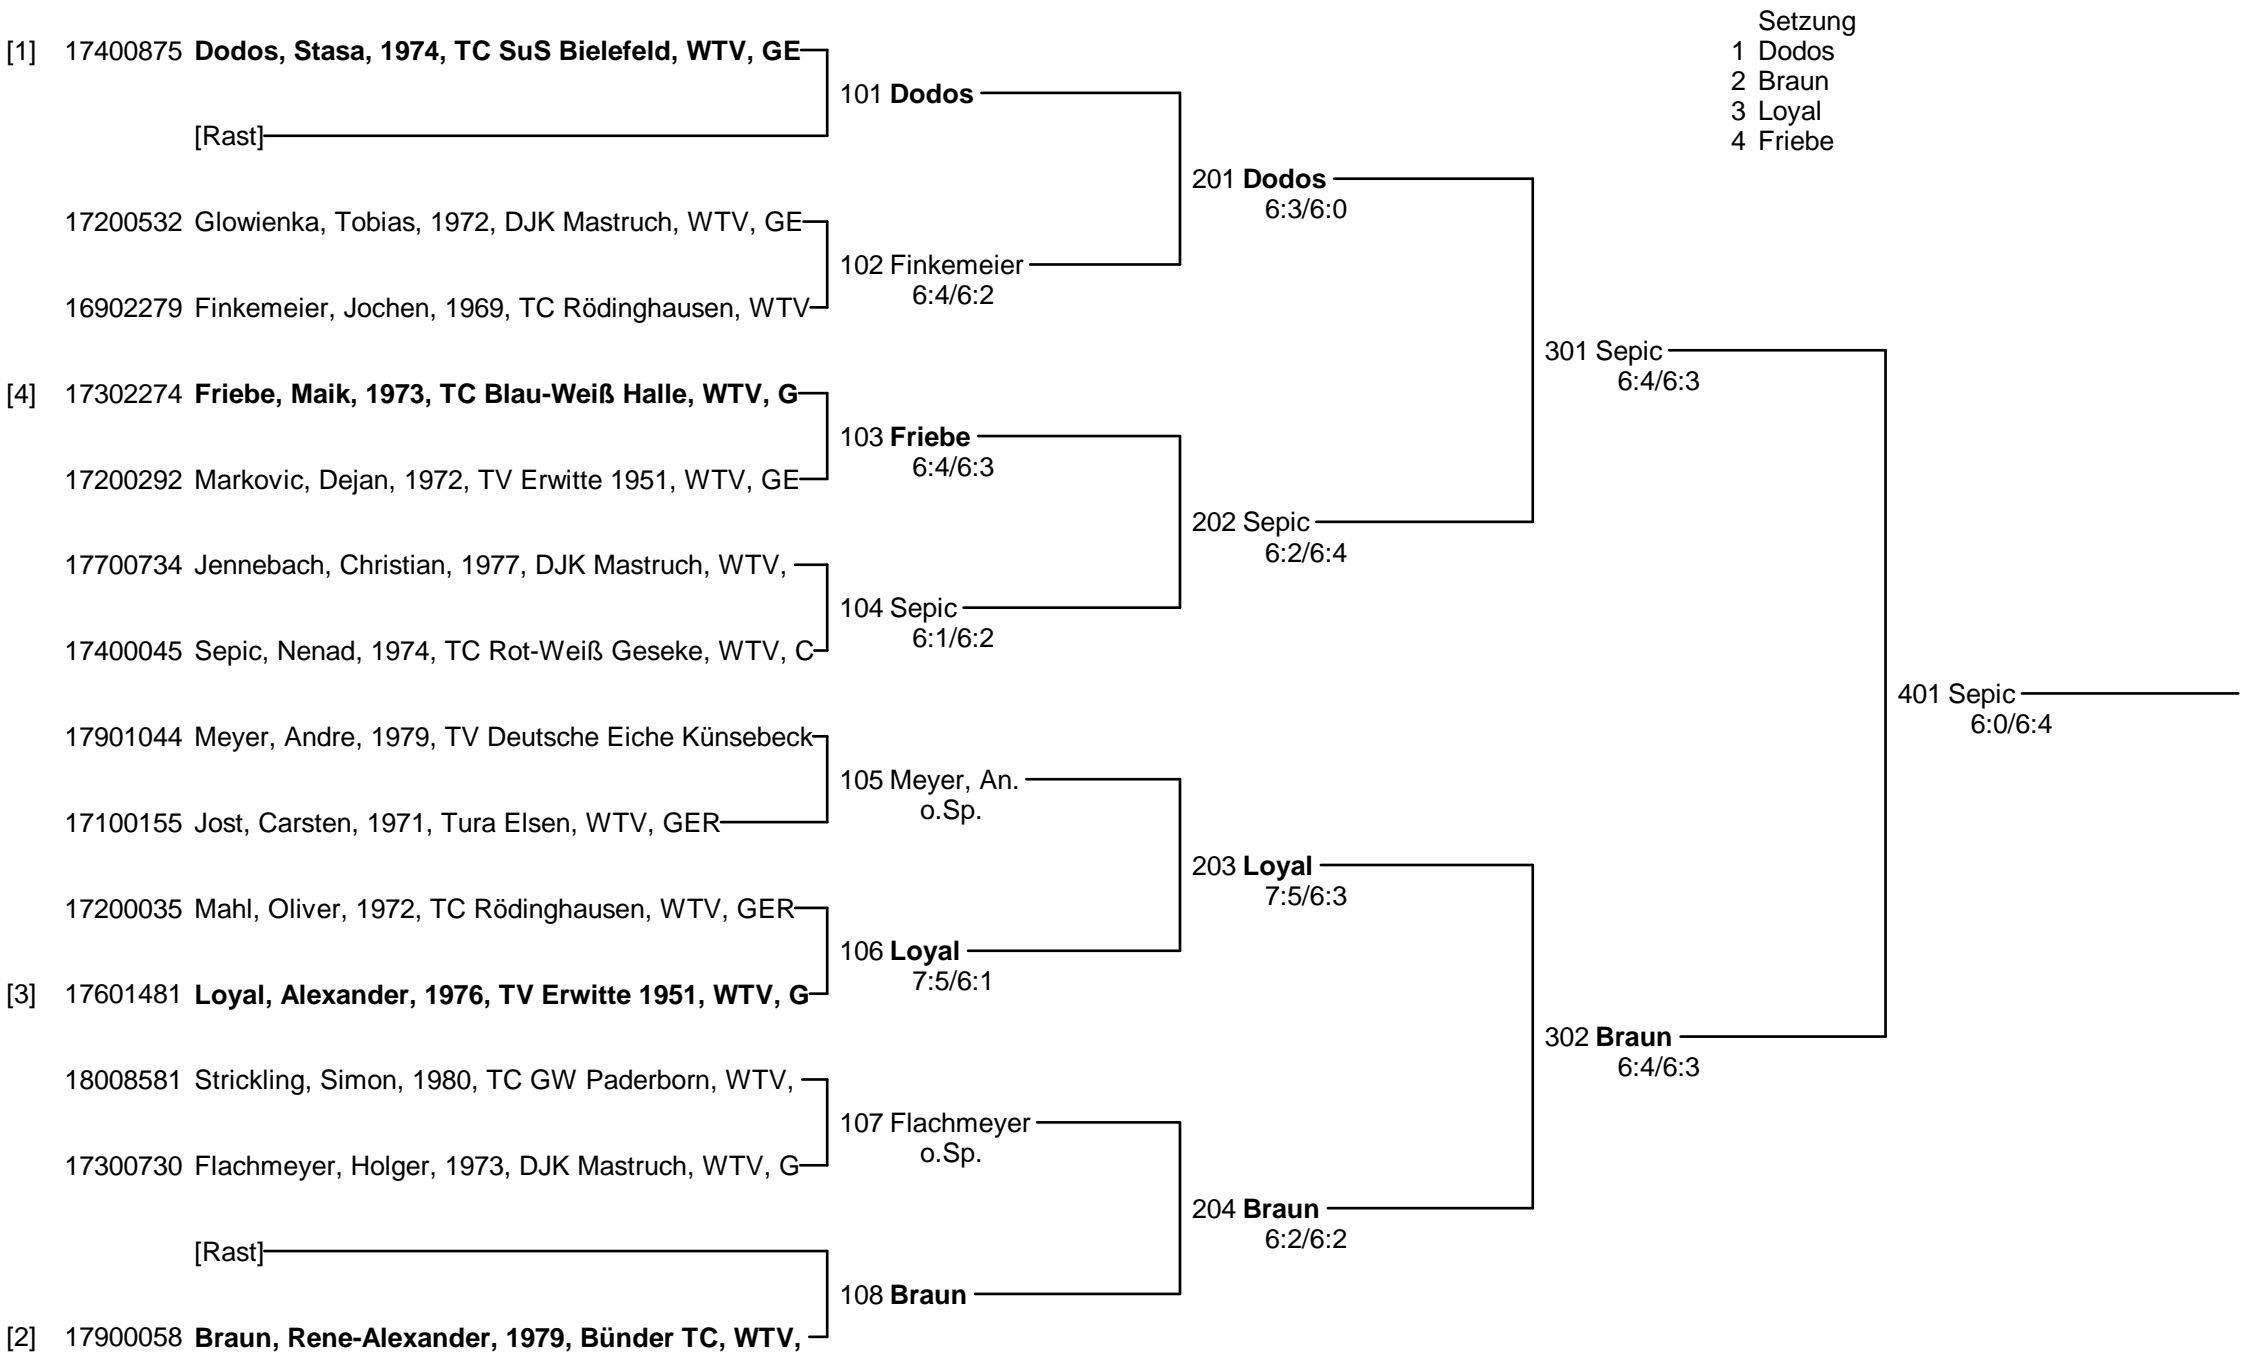 Setzung
1 Dodos
2 Braun
3 Loyal
4 Friebe
[1] 17400875 Dodos, Stasa, 1974, TC SuS Bielefeld, WTV, GE
101 Dodos
[Rast]
201 Dodos
6:3/6:0
17200532 Glowienka, Tobias, 1972, DJK Mastruch, WTV, GE
102 Finkemeier
6:4/6:2
16902279 Finkemeier, Jochen, 1969, TC Rödinghausen, WTV
301 Sepic
6:4/6:3
[4] 17302274 Friebe, Maik, 1973, TC Blau-Weiß Halle, WTV, G
103 Friebe
6:4/6:3
17200292 Markovic, Dejan, 1972, TV Erwitte 1951, WTV, GE
202 Sepic
6:2/6:4
17700734 Jennebach, Christian, 1977, DJK Mastruch, WTV,
104 Sepic
6:1/6:2
17400045 Sepic, Nenad, 1974, TC Rot-Weiß Geseke, WTV, C
401 Sepic
6:0/6:4
17901044 Meyer, Andre, 1979, TV Deutsche Eiche Künsebeck
105 Meyer, An.
o.Sp.
17100155 Jost, Carsten, 1971, Tura Elsen, WTV, GER
203 Loyal
7:5/6:3
17200035 Mahl, Oliver, 1972, TC Rödinghausen, WTV, GER
106 Loyal
7:5/6:1
[3] 17601481 Loyal, Alexander, 1976, TV Erwitte 1951, WTV, G
302 Braun
6:4/6:3
18008581 Strickling, Simon, 1980, TC GW Paderborn, WTV,
107 Flachmeyer
o.Sp.
17300730 Flachmeyer, Holger, 1973, DJK Mastruch, WTV, G
204 Braun
6:2/6:2
[Rast]
108 Braun
[2] 17900058 Braun, Rene-Alexander, 1979, Bünder TC, WTV,